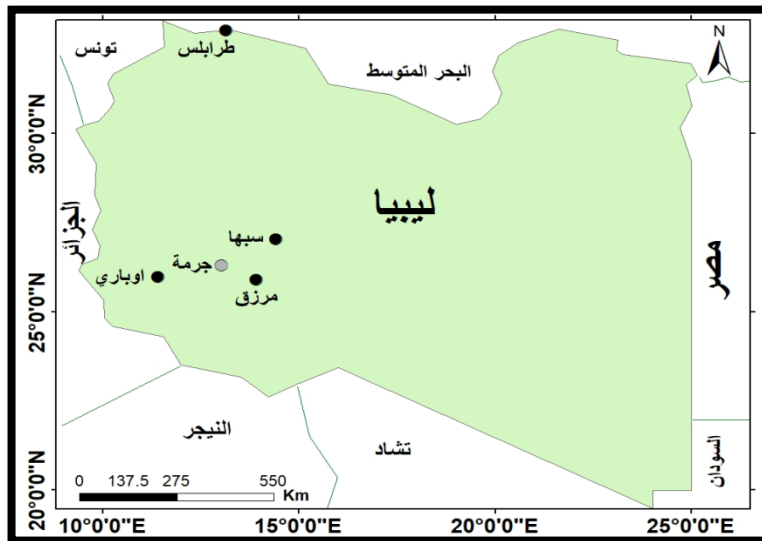 تونس
طرابلس
البحر المتوسط
N
30°0'0"N
ليبيا
الجزائر
سبها
جرمة
اوباري
مرزق
مصر
25°0'0"N
النيجر
تشاد
السودان
20°0'0"N
0 137.5 275 550
Km
10°0'0"E 15°0'0"E 20°0'0"E 25°0'0"E